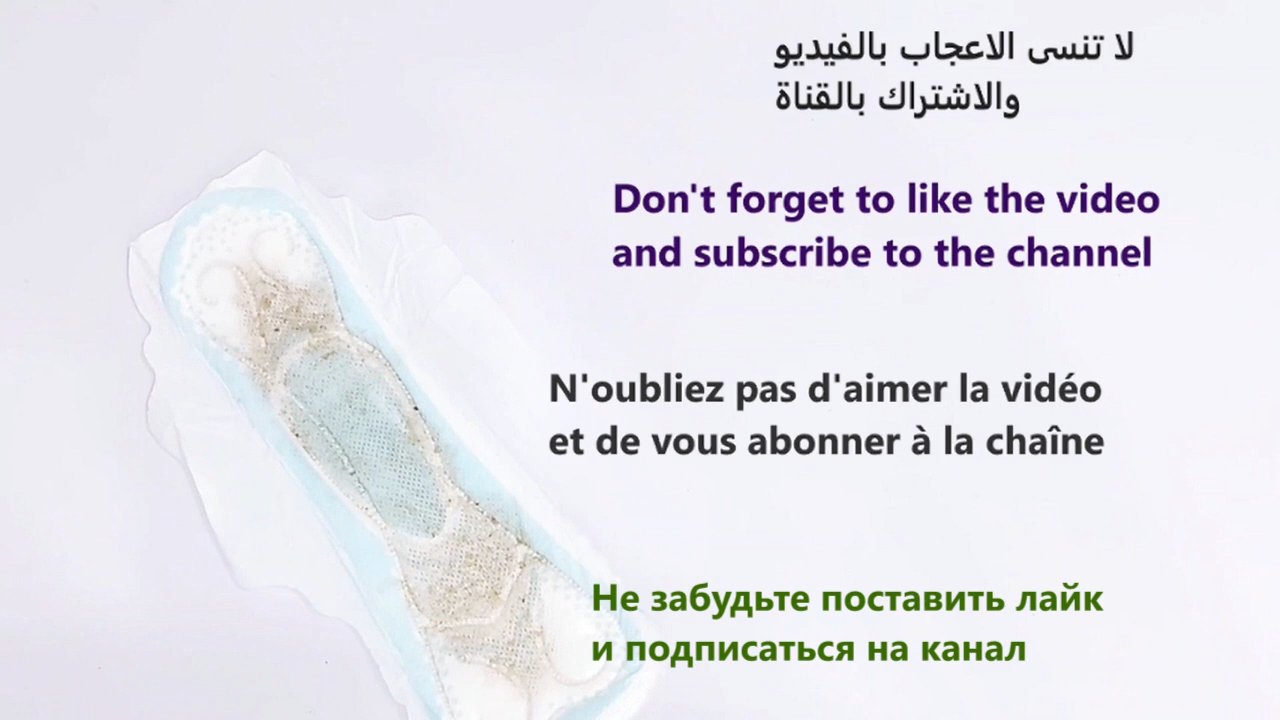 لا تنسى الاعجاب بالفيديو
والاشتراك بالقناة
Don't forget to like the video
and subscribe to the channel
N'oubliez pas d'aimer la vidéo
et de vous abonner à la chaîne
Не забудьте поставить лайк
и подписаться на канал